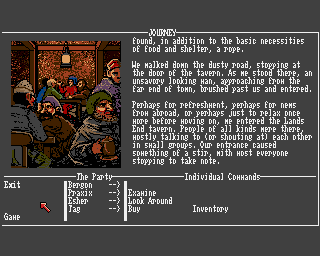 JOURNEY
found, in addition to the basic necessities
of food and shelter, a rope.
We walked down the dusty road, stopping at
the door of the tavern. As we stood there, an
unsavory looking man, approaching from the
far end of town, brushed past us and entered.
Perhaps for refreshment, perhaps for news
from abroad, or perhaps just to relax once
more before moving on, we entered the Lands
End tavern. People of all kinds were there,
mostly talking to (or shouting at) each other
in small groups. Our entrance caused
something of a stir, with most everyone
stopping to take note.
The Party
Individual Commands
Exit
Bergon -->
Praxix --> Examine
Esher --> Look Around
Game
Tag --> Buy Inventory